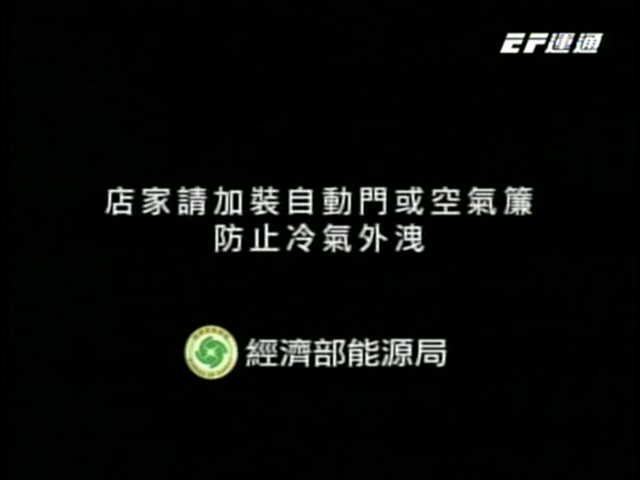 EF運通
店家請加裝自動門或空氣簾
防止冷氣外洩
經濟部能源局